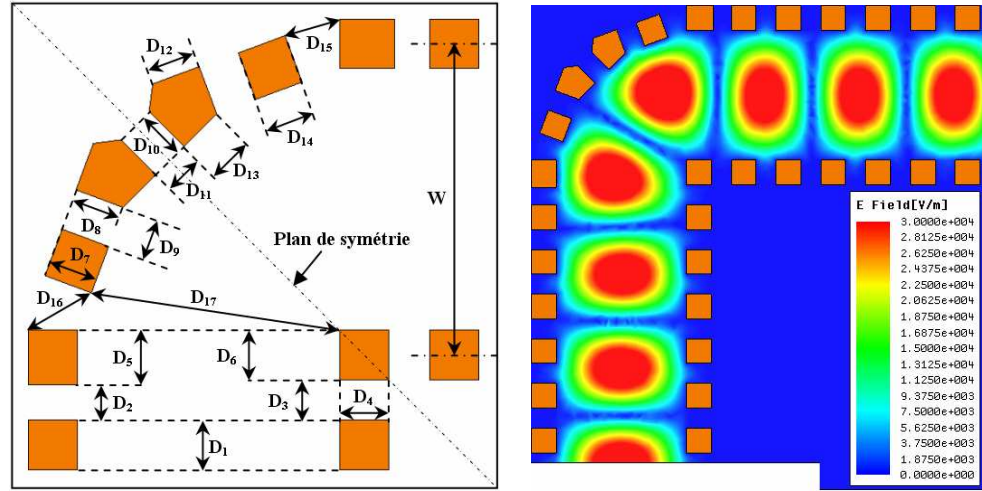 D12
D15
D14
D10
D13
D11
W
D8
D9
D7
Plan de symétrie
D16
D17
D5
D6
D2
D3
D4
D1
E Field[V/m]
3.0000e+004
2.8125e+004
2.6250e+004
2.4375e+004
2.2500e+004
2.0625e+004
1.8750e+004
1.6875e+004
1.5000e+004
1.3125e+004
1.1250e+004
9.3750e+003
7.5000e+003
5.6250e+003
3.7500e+003
1.8750e+003
0.0000e+000